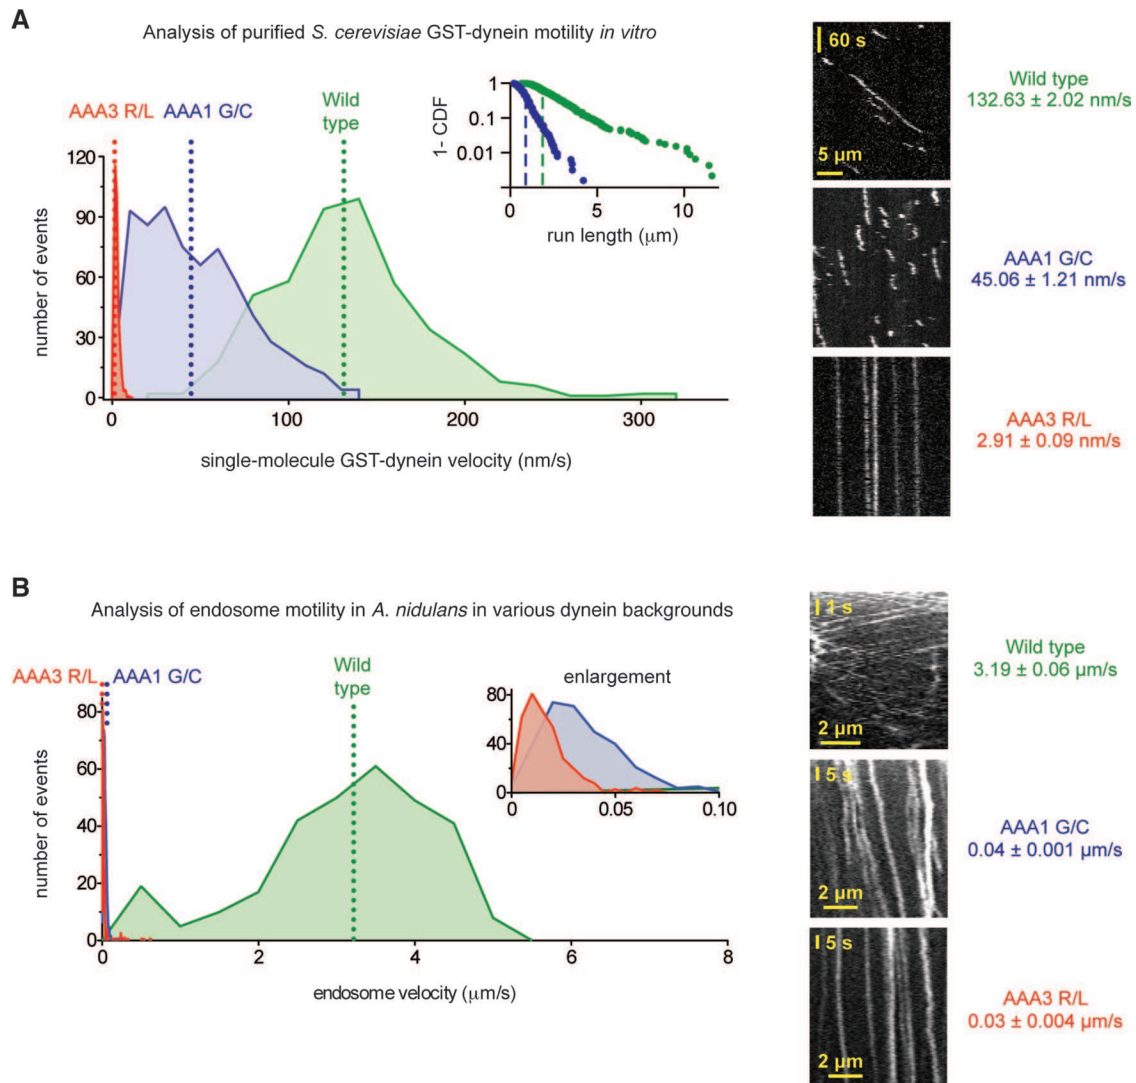 A
Analysis of purified S. cerevisiae GST-dynein motility in vitro
AAA3 R/L
AAA1 G/C
Wild
type
120
90
60
30
0
number of events
0
100
200
300
single-molecule GST-dynein velocity (nm/s)
1
0.1
0.01
1- CDF
0
5
10
run length (μm)
60 s
5 μm
Wild type
132.63 ± 2.02 nm/s
AAA1 G/C
45.06 ± 1.21 nm/s
AAA3 R/L
2.91 ± 0.09 nm/s
B
Analysis of endosome motility in A. nidulans in various dynein backgrounds
AAA3 R/L
AAA1 G/C
Wild
type
80
60
40
20
0
number of events
0
2
4
6
8
endosome velocity (μm/s)
enlargement
80
40
0
0
0.05
0.10
1 s
2 μm
Wild type
3.19 ± 0.06 μm/s
5 s
2 μm
AAA1 G/C
0.04 ± 0.001 μm/s
5 s
2 μm
AAA3 R/L
0.03 ± 0.004 μm/s